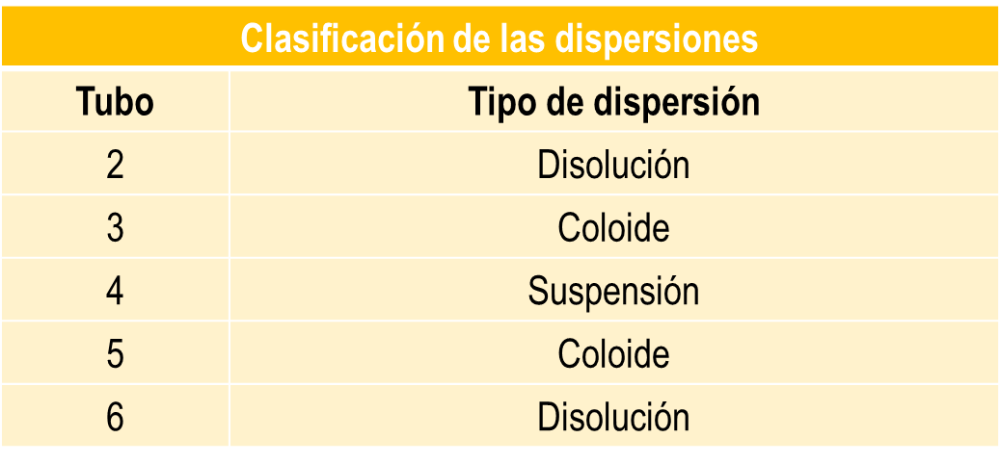 Clasificación de las dispersiones
Tubo Tipo de dispersión
2 Disolución
3 Coloide
4 Suspensión
5 Coloide
6 Disolución